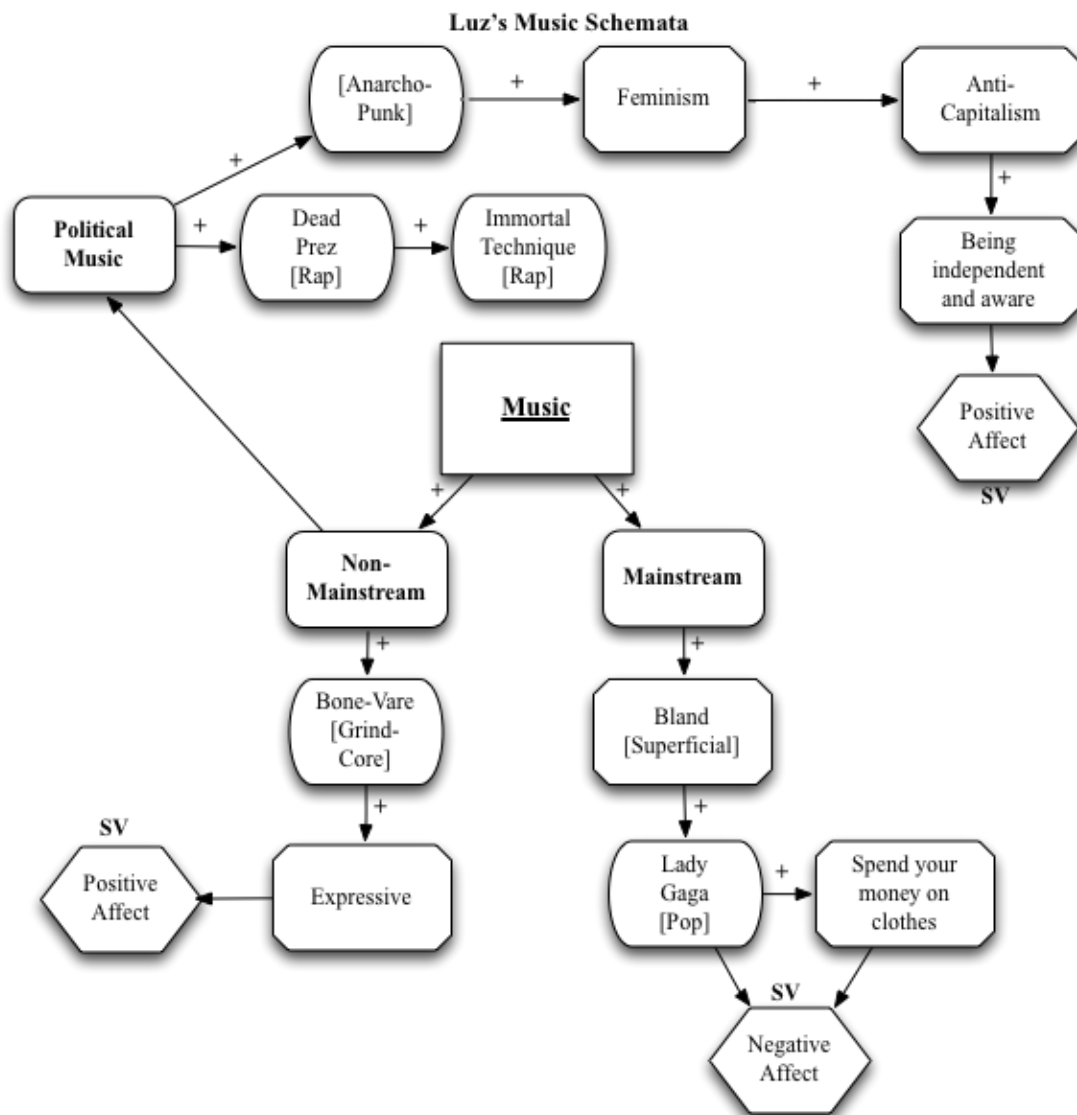 Luz's Music Schemata
[Anarcho-
Punk]
+
Feminism
+
Anti-
Capitalism
+
+
Political
Music
+
Dead
Prez
[Rap]
+
Immortal
Technique
[Rap]
Being
independent
and aware
Positive
Affect
SV
Music
+
+
Non-
Mainstream
Mainstream
+
+
Bone-Vare
[Grind-
Core]
Bland
[Superficial]
+
+
SV
Positive
Affect
Expressive
Lady
Gaga
[Pop]
+
Spend your
money on
clothes
SV
Negative
Affect